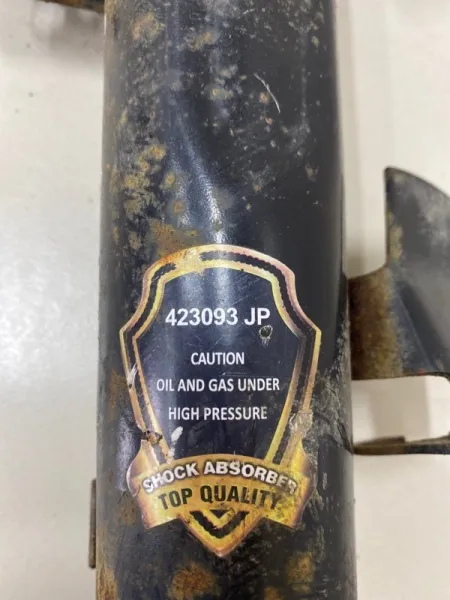 423093 JP
CAUTION
OIL AND GAS UNDER
HIGH PRESSURE
SHOCK ABSORBER
TOP QUALITY